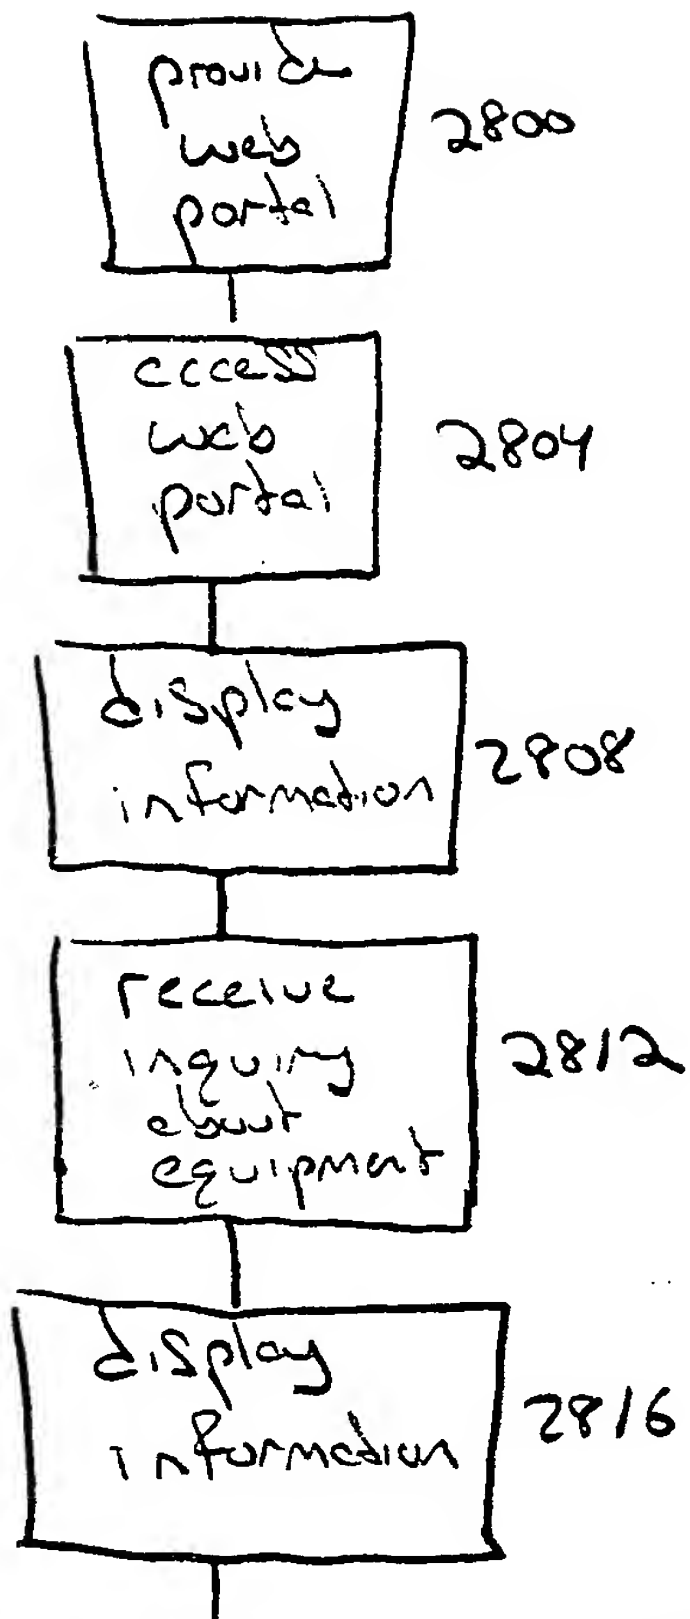 provide
web
portal
2800
access
web
portal
2804
display
information
2808
receive
inquiry
about
equipment
2812
display
information
2816